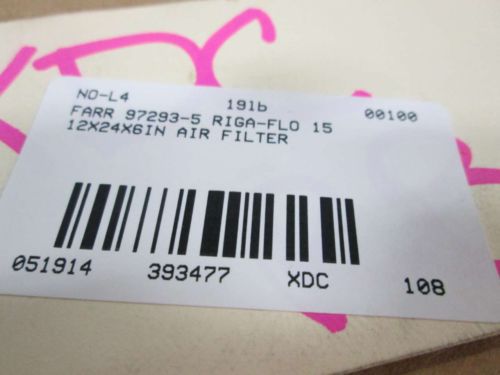 NO-L4 191b 00100
FARR 97293-5 RIGA-FLO 15
12X24X6IN AIR FILTER
051914 393477 XDC 108